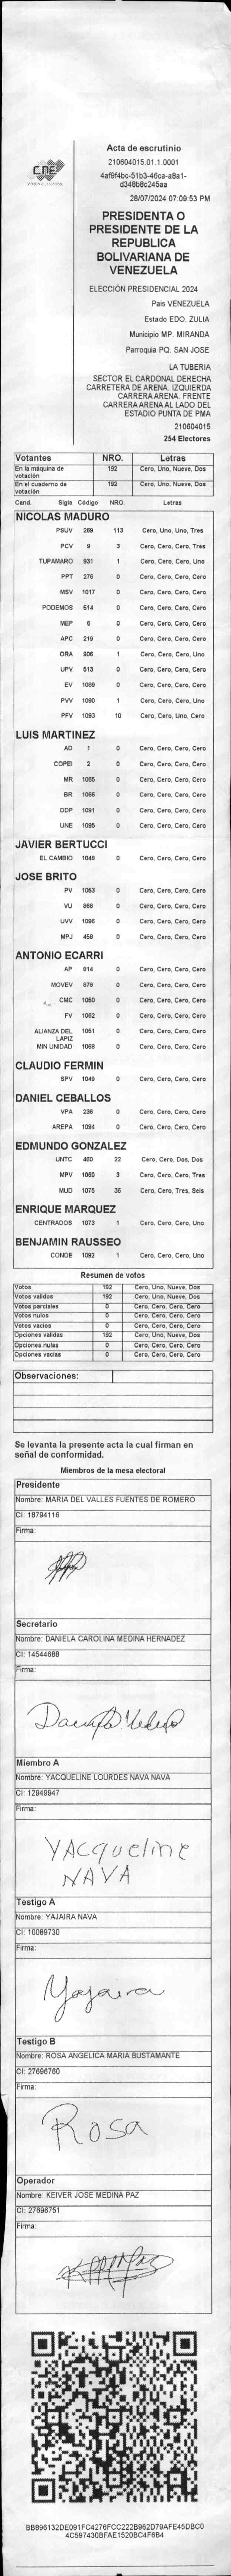 CNE
Acta de escrutinio
210604015.01.1.0001
4af9f4bc-51b3-46ca-a8a1-
d348b8c245aa
28/07/2024 07:09:53 PM
PRESIDENTA O
PRESIDENTE DE LA
REPUBLICA
BOLIVARIANA DE
VENEZUELA
ELECCIÓN PRESIDENCIAL 2024
Pais VENEZUELA
Estado EDO. ZULIA
Municipio MP. MIRANDA
Parroquia PQ. SAN JOSE
LA TUBERIA
SECTOR EL CARDONAL DERECHA
CARRETERA DE ARENA. IZQUIERDA
CARRERA ARENA. FRENTE
CARRERA ARENA AL LADO DEL
ESTADIO PUNTA DE PMA
210604015
254 Electores
Votantes NRO. Letras
En la máquina de votación 192 Cero, Uno, Nueve, Dos
En el cuaderno de votación 192 Cero, Uno, Nueve, Dos
Cand. Sigla Código NRO. Letras
NICOLAS MADURO
PSUV 269 113 Cero, Uno, Uno, Tres
PCV 9 3 Cero, Cero, Cero, Tres
TUPAMARO 931 1 Cero, Cero, Cero, Uno
PPT 276 0 Cero, Cero, Cero, Cero
MSV 1017 0 Cero, Cero, Cero, Cero
PODEMOS 514 0 Cero, Cero, Cero, Cero
MEP 6 0 Cero, Cero, Cero, Cero
APC 219 0 Cero, Cero, Cero, Cero
ORA 906 1 Cero, Cero, Cero, Uno
UPV 513 0 Cero, Cero, Cero, Cero
EV 1089 0 Cero, Cero, Cero, Cero
PVV 1090 1 Cero, Cero, Cero, Uno
PFV 1093 10 Cero, Cero, Uno, Cero
LUIS MARTINEZ
AD 1 0 Cero, Cero, Cero, Cero
COPEI 2 0 Cero, Cero, Cero, Cero
MR 1065 0 Cero, Cero, Cero, Cero
BR 1066 0 Cero, Cero, Cero, Cero
DDP 1091 0 Cero, Cero, Cero, Cero
UNE 1095 0 Cero, Cero, Cero, Cero
JAVIER BERTUCCI
EL CAMBIO 1048 0 Cero, Cero, Cero, Cero
JOSE BRITO
PV 1053 0 Cero, Cero, Cero, Cero
VU 868 0 Cero, Cero, Cero, Cero
UVV 1096 0 Cero, Cero, Cero, Cero
MPJ 458 0 Cero, Cero, Cero, Cero
ANTONIO ECARRI
AP 814 0 Cero, Cero, Cero, Cero
MOVEV 878 0 Cero, Cero, Cero, Cero
CMC 1050 0 Cero, Cero, Cero, Cero
FV 1062 0 Cero, Cero, Cero, Cero
ALIANZA DEL LAPIZ 1051 0 Cero, Cero, Cero, Cero
MIN UNIDAD 1068 0 Cero, Cero, Cero, Cero
CLAUDIO FERMIN
SPV 1049 0 Cero, Cero, Cero, Cero
DANIEL CEBALLOS
VPA 236 0 Cero, Cero, Cero, Cero
AREPA 1094 0 Cero, Cero, Cero, Cero
EDMUNDO GONZALEZ
UNTC 460 22 Cero, Cero, Dos, Dos
MPV 1069 3 Cero, Cero, Cero, Tres
MUD 1075 36 Cero, Cero, Tres, Seis
ENRIQUE MARQUEZ
CENTRADOS 1073 1 Cero, Cero, Cero, Uno
BENJAMIN RAUSSEO
CONDE 1092 1 Cero, Cero, Cero, Uno
Resumen de votos
Votos 192 Cero, Uno, Nueve, Dos
Votos validos 192 Cero, Uno, Nueve, Dos
Votos parciales 0 Cero, Cero, Cero, Cero
Votos nulos 0 Cero, Cero, Cero, Cero
Votos vacios 0 Cero, Cero, Cero, Cero
Opciones validas 192 Cero, Uno, Nueve, Dos
Opciones nulas 0 Cero, Cero, Cero, Cero
Opciones vacias 0 Cero, Cero, Cero, Cero
Observaciones:
Se levanta la presente acta la cual firman en
señal de conformidad.
Miembros de la mesa electoral
Presidente
Nombre: MARIA DEL VALLES FUENTES DE ROMERO
CI: 18794116
Firma:
Secretario
Nombre: DANIELA CAROLINA MEDINA HERNADEZ
CI: 14544688
Firma:
Miembro A
Nombre: YACQUELINE LOURDES NAVA NAVA
CI: 12949947
Firma:
YACqueline
NAVA
Testigo A
Nombre: YAJAIRA NAVA
CI: 10089730
Firma:
Yajaira
Testigo B
Nombre: ROSA ANGELICA MARIA BUSTAMANTE
CI: 27696760
Firma:
Rosa
Operador
Nombre: KEIVER JOSE MEDINA PAZ
CI: 27696751
Firma:
BB896132DE091FC4276FCC222B962D79AFE45DBC0
4C597430BFAE1520BC4F6B4